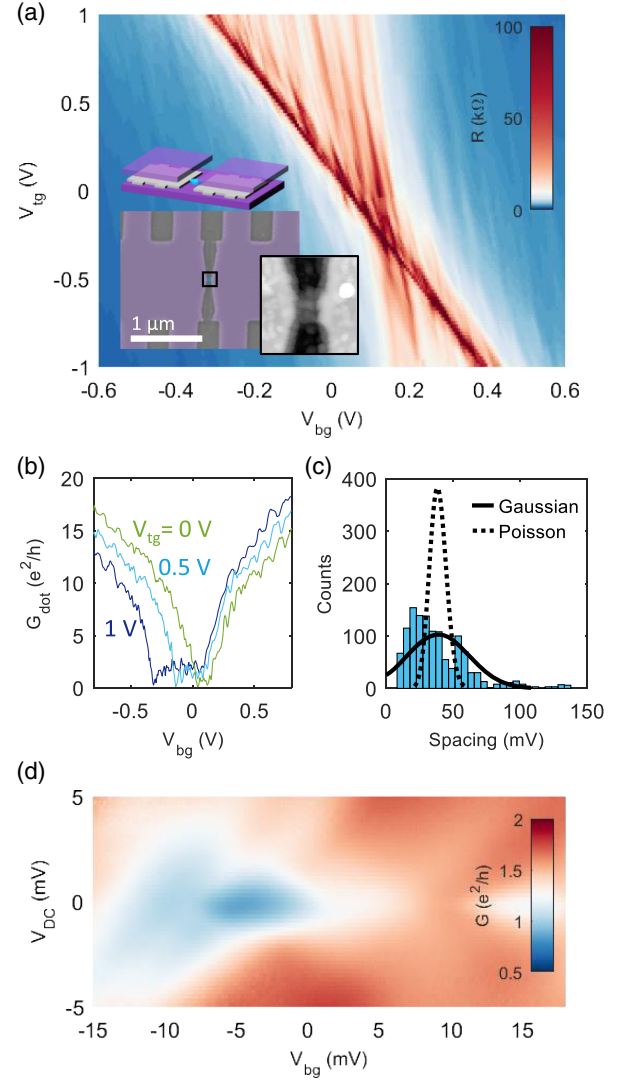 (a)
1
0.5
0
-0.5
-1
V_tg (V)
100
50
0
R (kΩ)
1 μm
-0.6 -0.4 -0.2 0 0.2 0.4 0.6
V_bg (V)
(b)
20
15
10
5
0
G_dot (e²/h)
V_tg= 0 V
0.5 V
1 V
-0.5 0 0.5
V_bg (V)
(c)
400
300
200
100
0
Counts
Gaussian
Poisson
0 50 100 150
Spacing (mV)
(d)
5
0
-5
V_DC (mV)
2
1.5
1
0.5
G (e²/h)
-15 -10 -5 0 5 10 15
V_bg (mV)